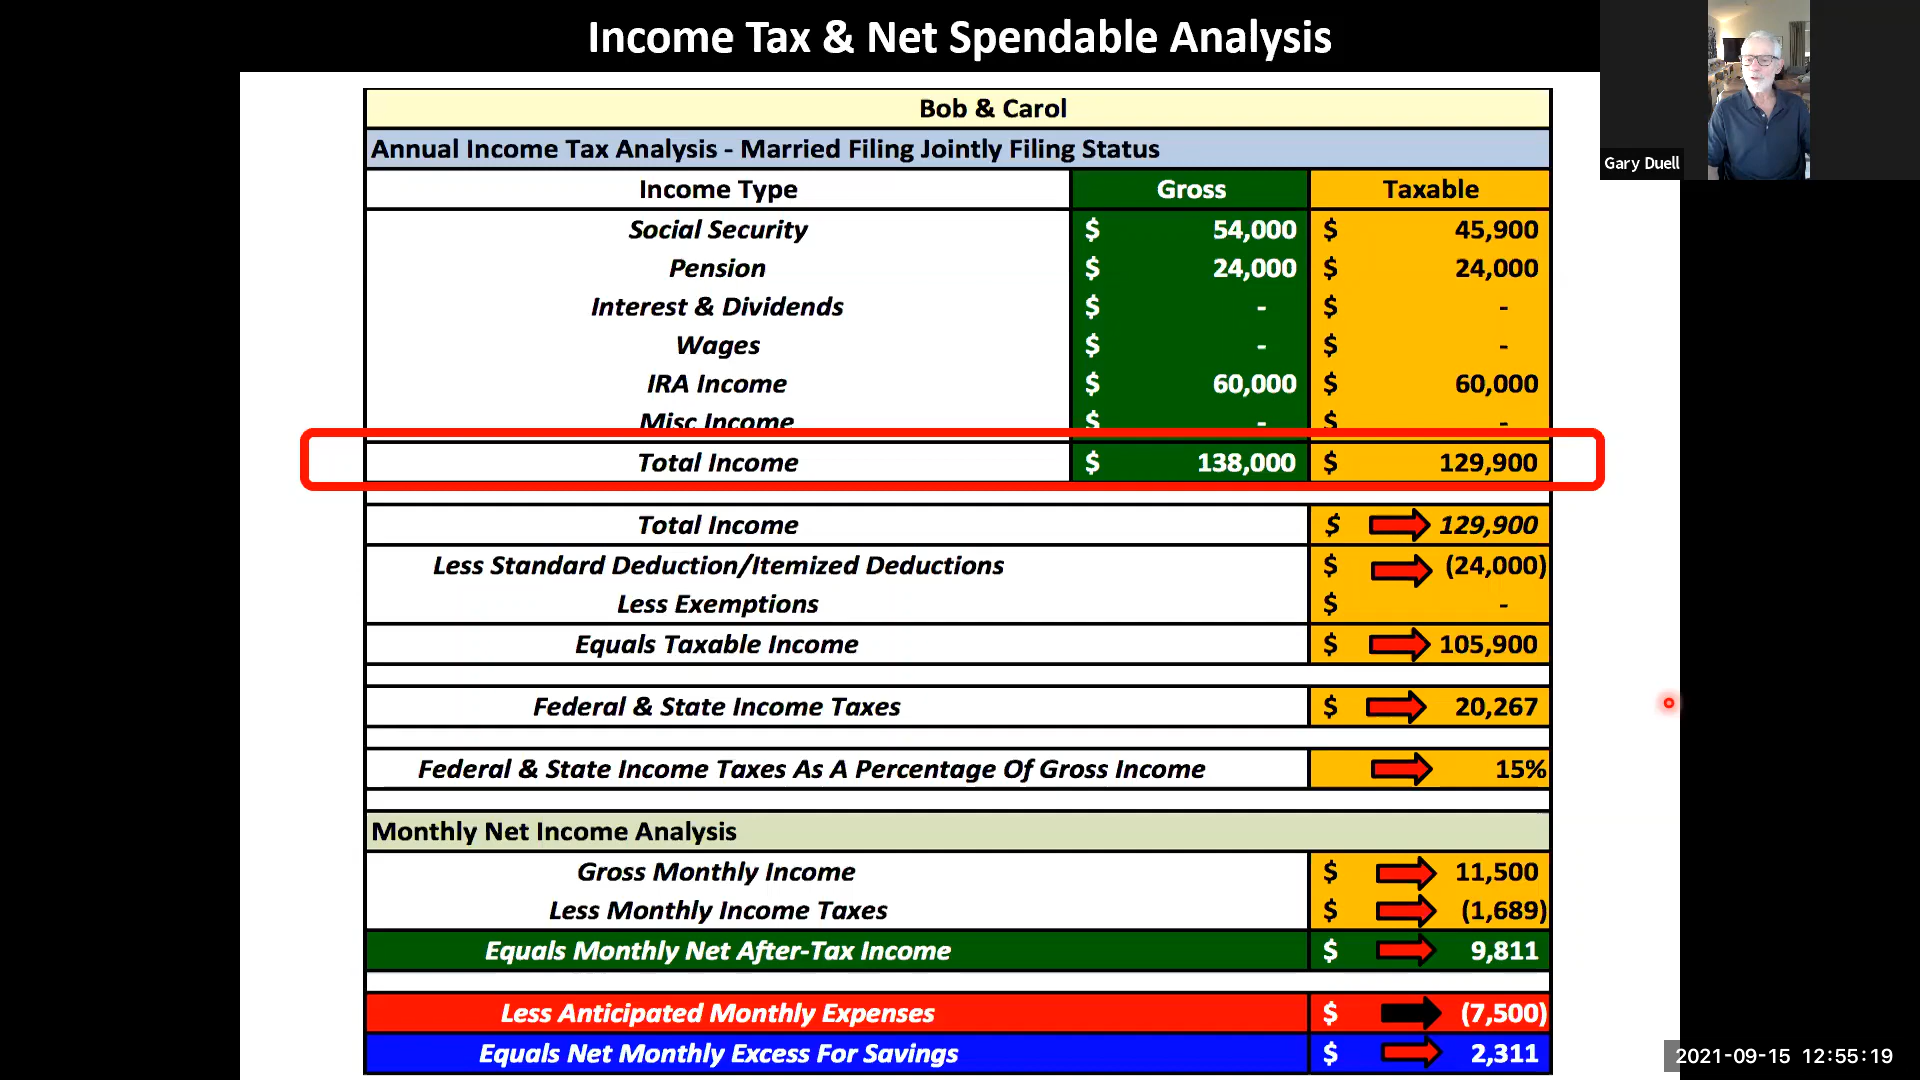 Income Tax & Net Spendable Analysis
Gary Duell
Bob & Carol
Annual Income Tax Analysis - Married Filing Jointly Filing Status
Income Type Gross Taxable
Social Security $ 54,000 $ 45,900
Pension $ 24,000 $ 24,000
Interest & Dividends $ - $ -
Wages $ - $ -
IRA Income $ 60,000 $ 60,000
Misc Income $ - $ -
Total Income $ 138,000 $ 129,900
Total Income $ 129,900
Less Standard Deduction/Itemized Deductions $ (24,000)
Less Exemptions $ -
Equals Taxable Income $ 105,900
Federal & State Income Taxes $ 20,267
Federal & State Income Taxes As A Percentage Of Gross Income 15%
Monthly Net Income Analysis
Gross Monthly Income $ 11,500
Less Monthly Income Taxes $ (1,689)
Equals Monthly Net After-Tax Income $ 9,811
Less Anticipated Monthly Expenses $ (7,500)
Equals Net Monthly Excess For Savings $ 2,311
2021-09-15 12:55:19